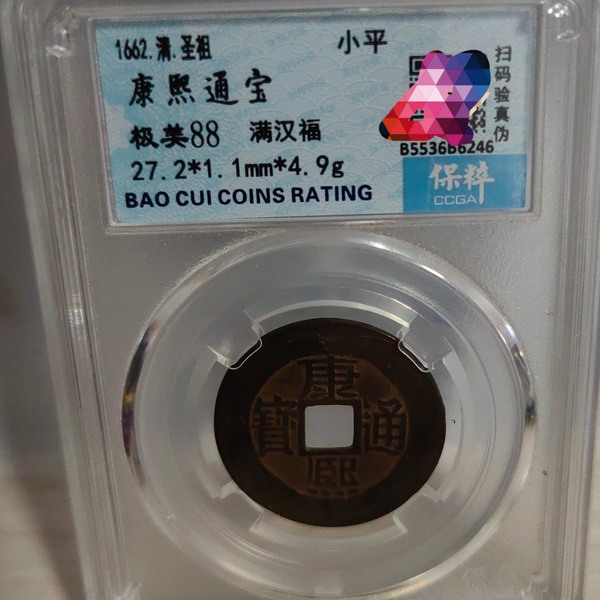 1662.清.圣祖 小平
康熙通宝
极美88 满汉福
27.2*1.1mm*4.9g
BAO CUI COINS RATING
扫码验真伪
B5536B6246
保粹
CCGA
康熙通寶